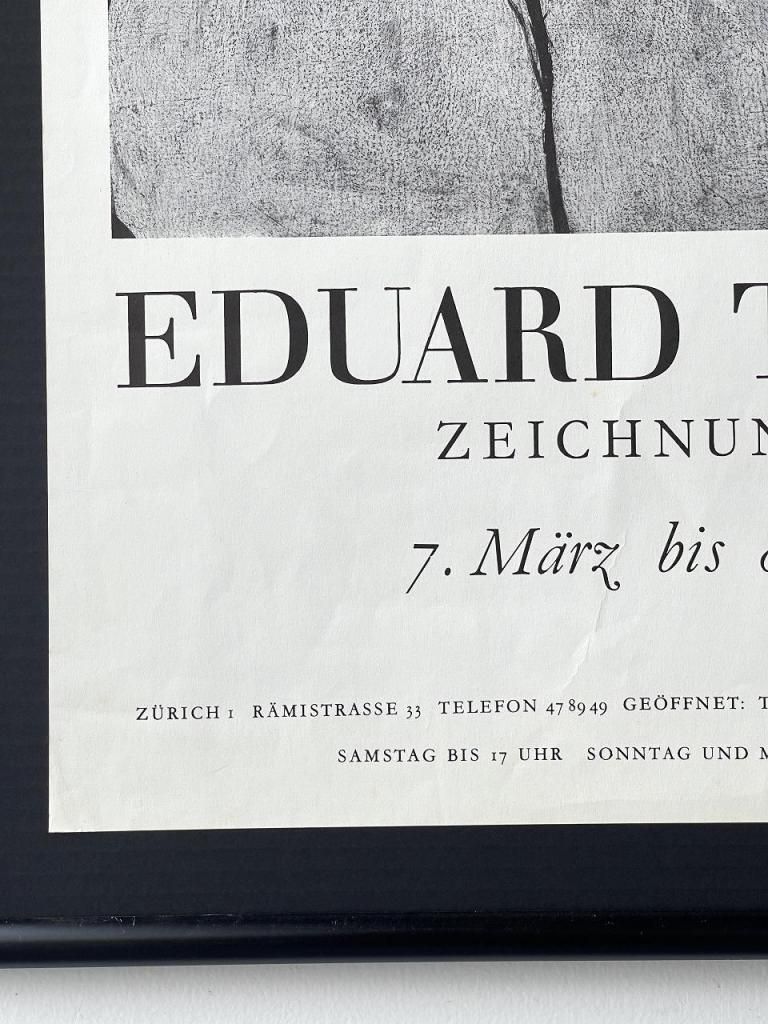 EDUARD T
ZEICHNUN
7. März bis
ZÜRICH 1 RÄMISTRASSE 33 TELEFON 47 89 49 GEÖFFNET: T
SAMSTAG BIS 17 UHR SONNTAG UND M